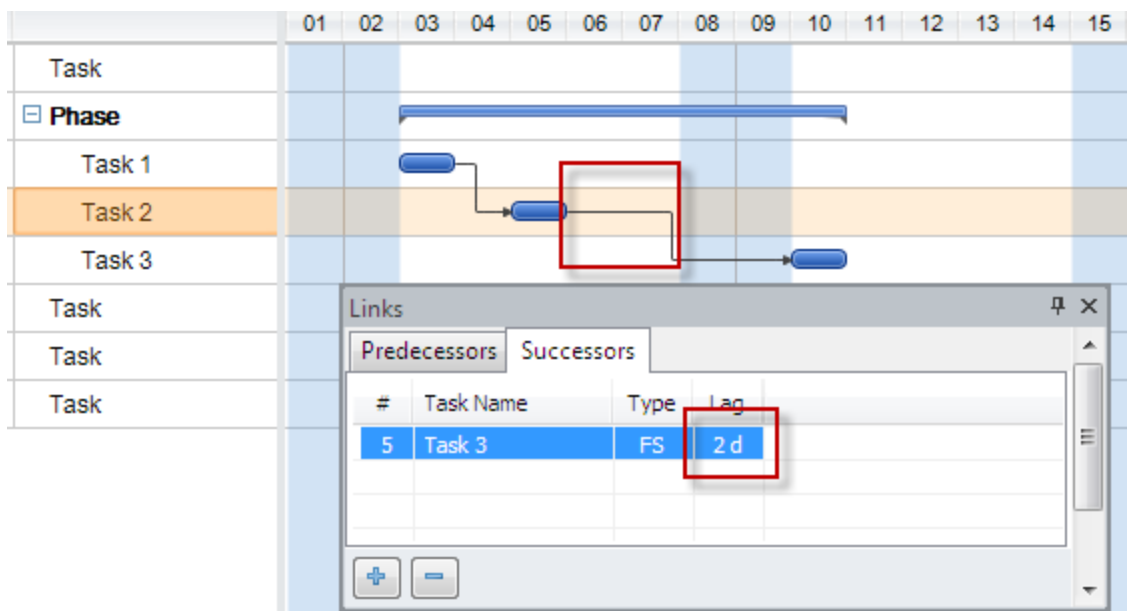 01 02 03 04 05 06 07 08 09 10 11 12 13 14 15
Task
Phase
Task 1
Task 2
Task 3
Task
Task
Task
Links
Predecessors Successors
# Task Name Type Lag
5 Task 3 FS 2 d